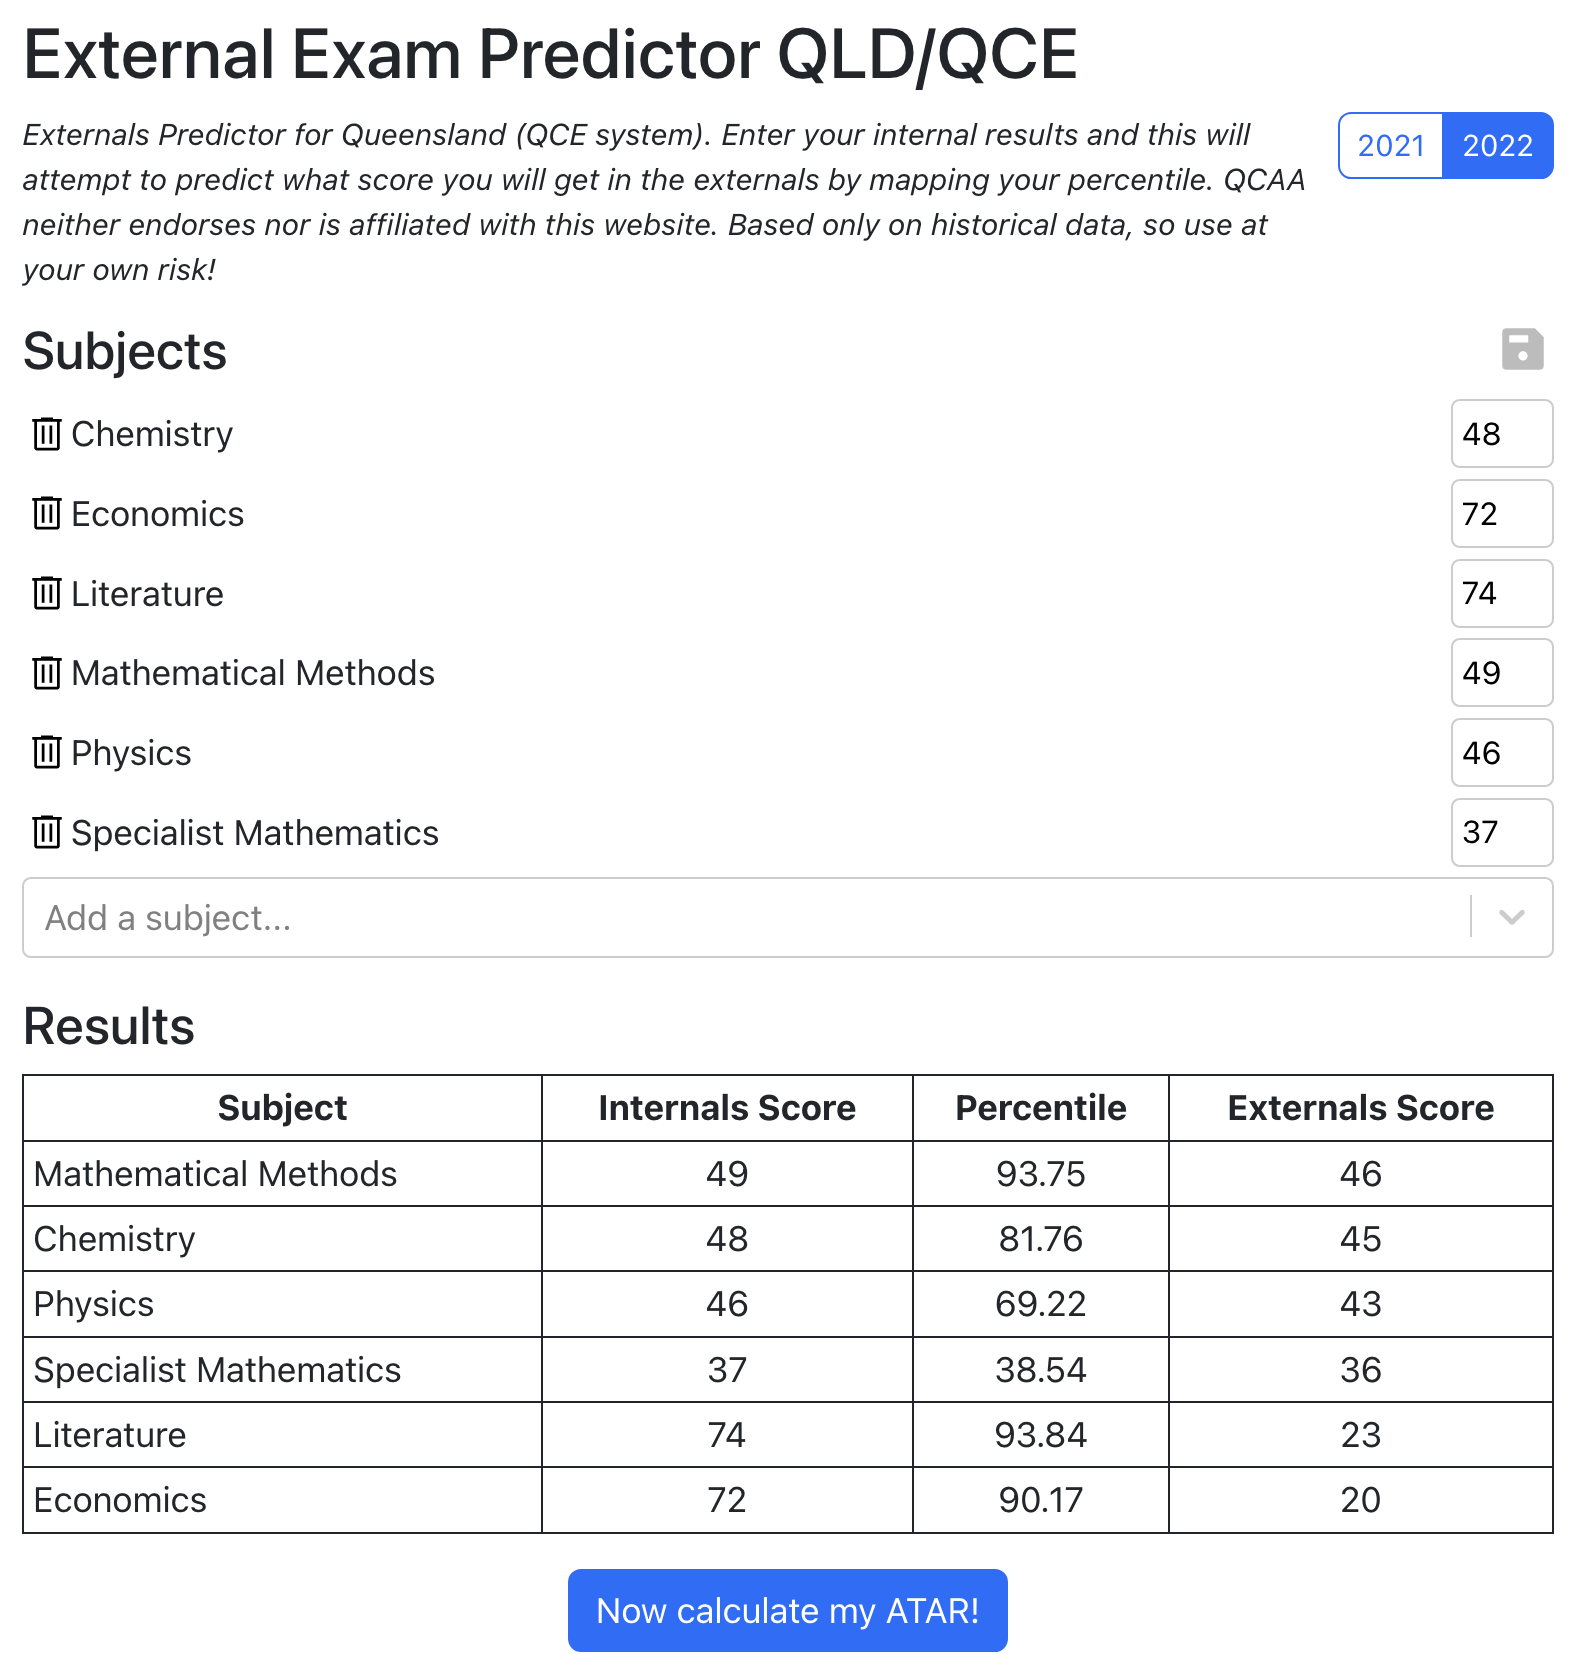 External Exam Predictor QLD/QCE
Externals Predictor for Queensland (QCE system). Enter your internal results and this will
attempt to predict what score you will get in the externals by mapping your percentile. QCAA
neither endorses nor is affiliated with this website. Based only on historical data, so use at
your own risk!
2021 2022
Subjects
Chemistry 48
Economics 72
Literature 74
Mathematical Methods 49
Physics 46
Specialist Mathematics 37
Add a subject...
Results
Subject Internals Score Percentile Externals Score
Mathematical Methods 49 93.75 46
Chemistry 48 81.76 45
Physics 46 69.22 43
Specialist Mathematics 37 38.54 36
Literature 74 93.84 23
Economics 72 90.17 20
Now calculate my ATAR!